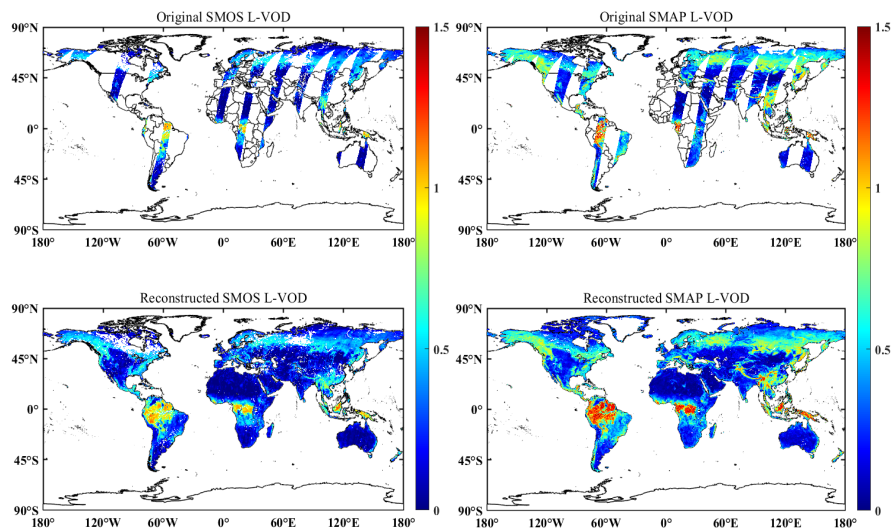 Original SMOS L-VOD
Original SMAP L-VOD
90°N
45°N
0°
45°S
90°S
180°
120°W
60°W
0°
60°E
120°E
180°
90°N
45°N
0°
45°S
90°S
180°
120°W
60°W
0°
60°E
120°E
180°
Reconstructed SMOS L-VOD
Reconstructed SMAP L-VOD
90°N
45°N
0°
45°S
90°S
180°
120°W
60°W
0°
60°E
120°E
180°
90°N
45°N
0°
45°S
90°S
180°
120°W
60°W
0°
60°E
120°E
180°
1.5
1
0.5
0
1.5
1
0.5
0